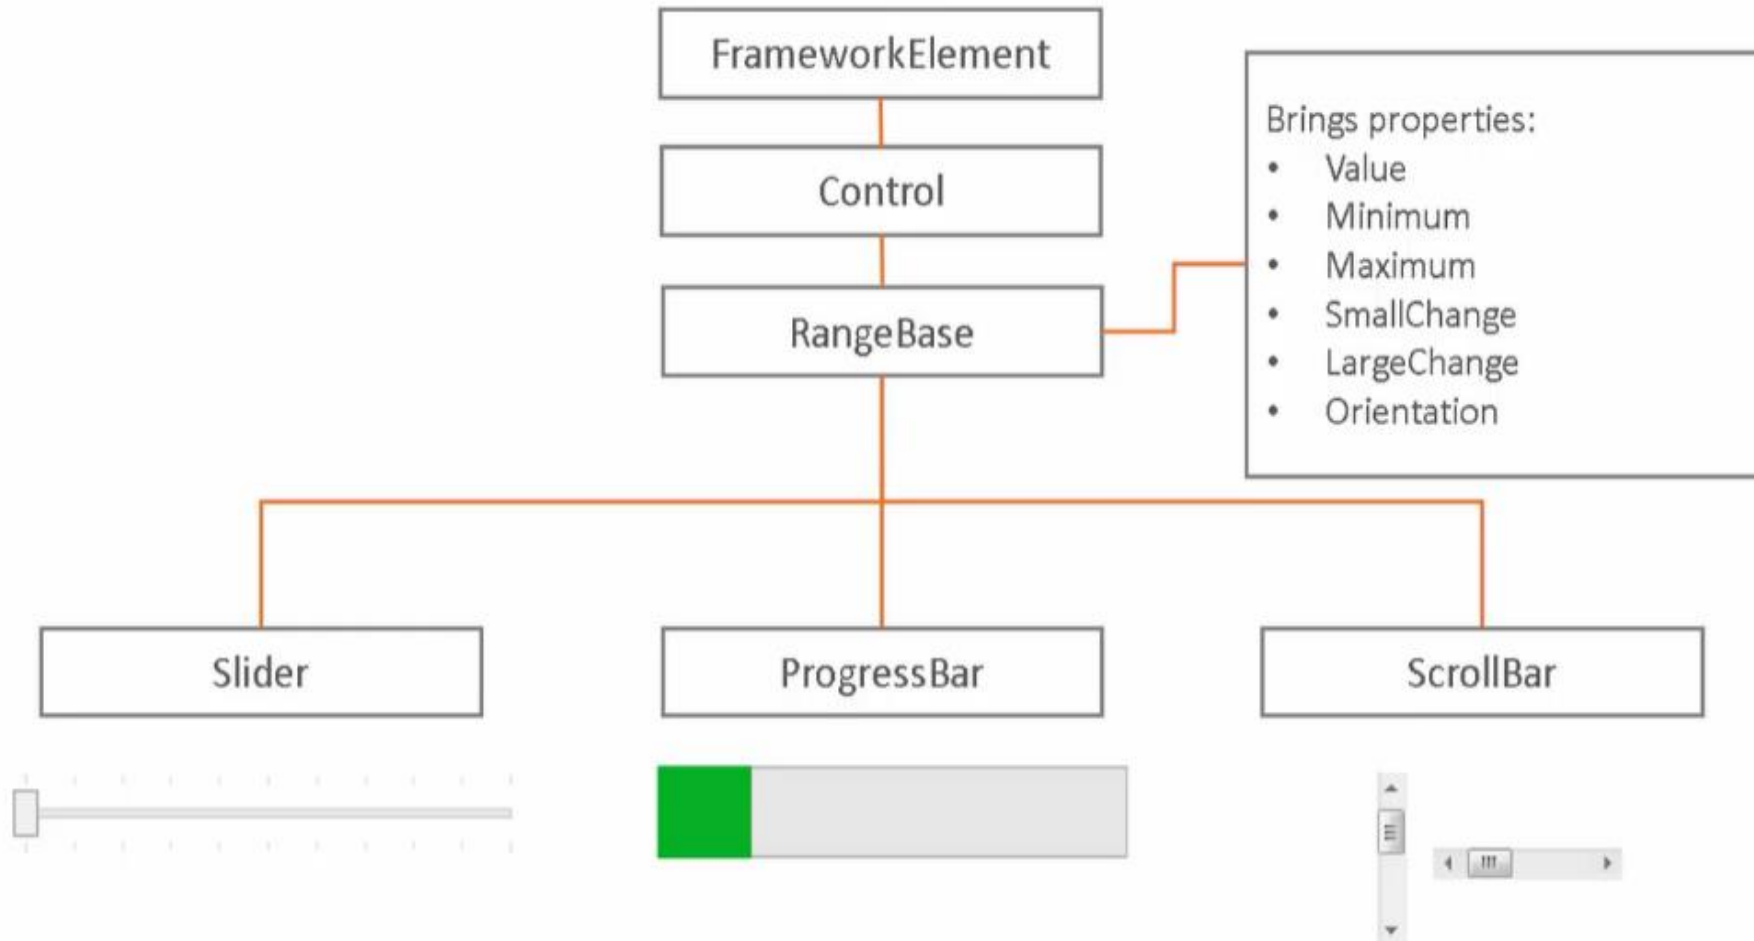 FrameworkElement
Control
RangeBase
Brings properties:
• Value
• Minimum
• Maximum
• SmallChange
• LargeChange
• Orientation
Slider
ProgressBar
ScrollBar